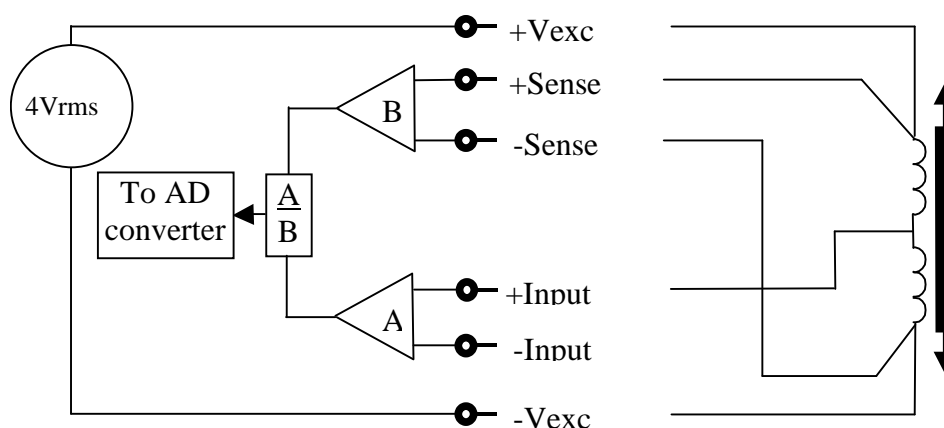 +Vexc
4Vrms
+Sense
B
-Sense
To AD
converter
A
B
+Input
A
-Input
-Vexc